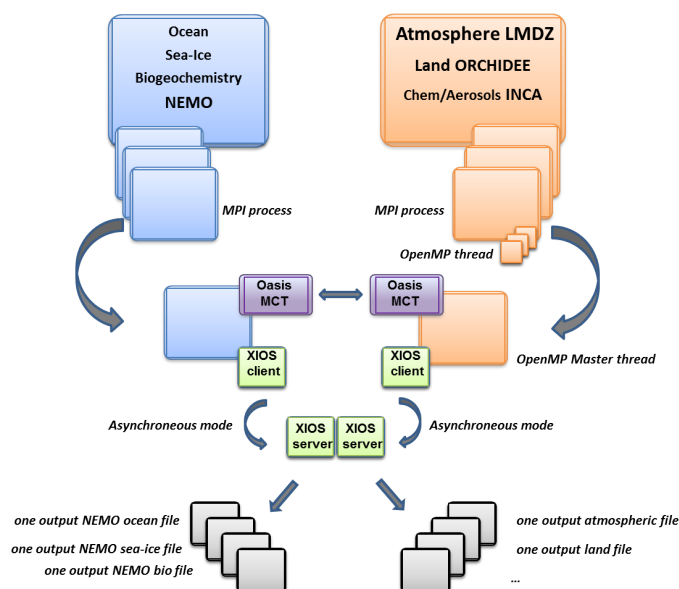 Ocean
Sea-Ice
Biogeochemistry
NEMO
Atmosphere LMDZ
Land ORCHIDEE
Chem/Aerosols INCA
MPI process
MPI process
OpenMP thread
Oasis
MCT
Oasis
MCT
XIOS
client
XIOS
client
OpenMP Master thread
Asynchroneous mode
XIOS
server
XIOS
server
Asynchroneous mode
one output NEMO ocean file
one output NEMO sea-ice file
one output NEMO bio file
one output atmospheric file
one output land file
...